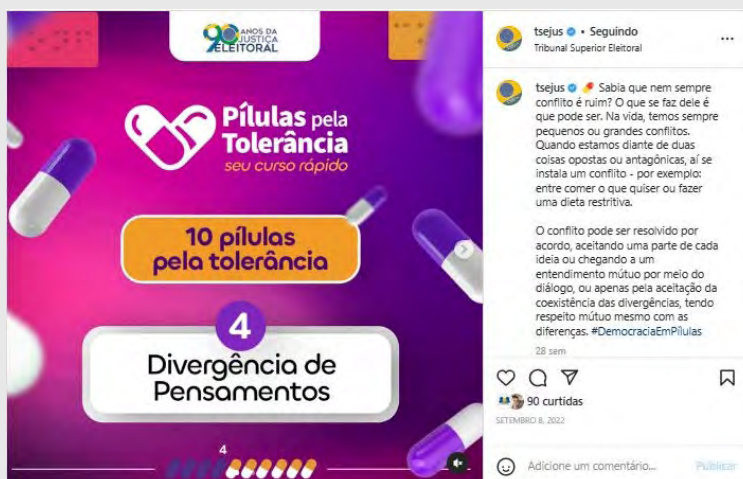 90 ANOS DA
JUSTIÇA
ELEITORAL
Pílulas pela
Tolerância
seu curso rápido
10 pílulas
pela tolerância
4
Divergência de
Pensamentos
4
tsejus • Seguindo
Tribunal Superior Eleitoral
tsejus Sabia que nem sempre
conflito é ruim? O que se faz dele é
que pode ser. Na vida, temos sempre
pequenos ou grandes conflitos.
Quando estamos diante de duas
coisas opostas ou antagônicas, aí se
instala um conflito - por exemplo:
entre comer o que quiser ou fazer
uma dieta restritiva.
O conflito pode ser resolvido por
acordo, aceitando uma parte de cada
ideia ou chegando a um
entendimento mútuo por meio do
diálogo, ou apenas pela aceitação da
coexistência das divergências, tendo
respeito mútuo mesmo com as
diferenças. #DemocraciaEmPílulas
28 sem
90 curtidas
SETEMBRO 8, 2022
Adicione um comentário... Publicar